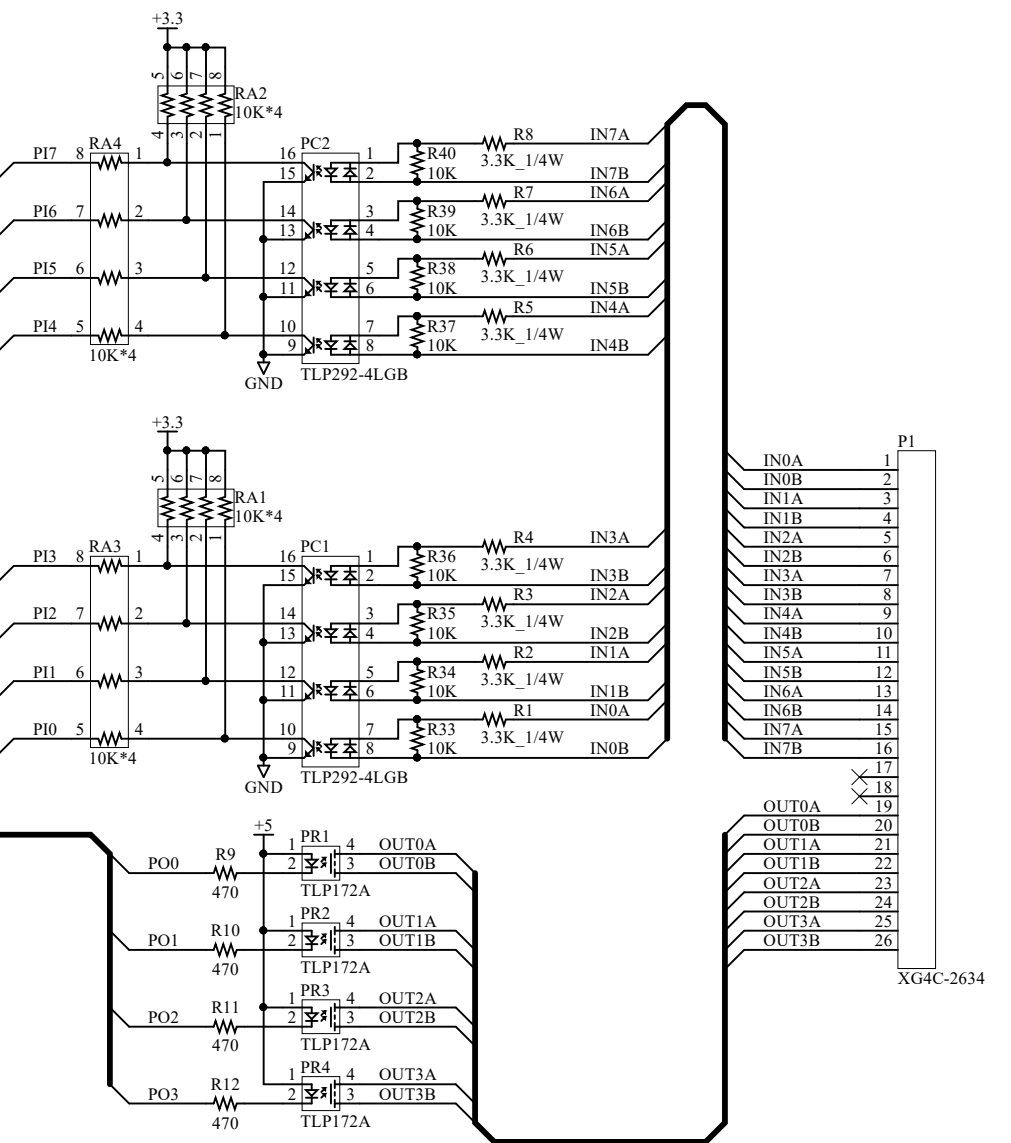 +3.3
5 6 7 8
RA2
10K*4
4 3 2 1
PI7 8 RA4 1 16 PC2 1 R40 10K R8 3.3K_1/4W IN7A
15 2 IN7B
PI6 7 2 14 3 R39 10K R7 3.3K_1/4W IN6A
13 4 IN6B
PI5 6 3 12 5 R38 10K R6 3.3K_1/4W IN5A
11 6 IN5B
PI4 5 4 10 7 R37 10K R5 3.3K_1/4W IN4A
9 8 IN4B
10K*4
GND
TLP292-4LGB
+3.3
5 6 7 8
RA1
10K*4
4 3 2 1
PI3 8 RA3 1 16 PC1 1 R36 10K R4 3.3K_1/4W IN3A
15 2 IN3B
PI2 7 2 14 3 R35 10K R3 3.3K_1/4W IN2A
13 4 IN2B
PI1 6 3 12 5 R34 10K R2 3.3K_1/4W IN1A
11 6 IN1B
PI0 5 4 10 7 R33 10K R1 3.3K_1/4W IN0A
9 8 IN0B
10K*4
GND
TLP292-4LGB
P1
IN0A 1
IN0B 2
IN1A 3
IN1B 4
IN2A 5
IN2B 6
IN3A 7
IN3B 8
IN4A 9
IN4B 10
IN5A 11
IN5B 12
IN6A 13
IN6B 14
IN7A 15
IN7B 16
17
18
OUT0A 19
OUT0B 20
OUT1A 21
OUT1B 22
OUT2A 23
OUT2B 24
OUT3A 25
OUT3B 26
XG4C-2634
+5
PR1
1 4 OUT0A
PO0 R9 2 3 OUT0B
470 TLP172A
PR2
1 4 OUT1A
PO1 R10 2 3 OUT1B
470 TLP172A
PR3
1 4 OUT2A
PO2 R11 2 3 OUT2B
470 TLP172A
PR4
1 4 OUT3A
PO3 R12 2 3 OUT3B
470 TLP172A